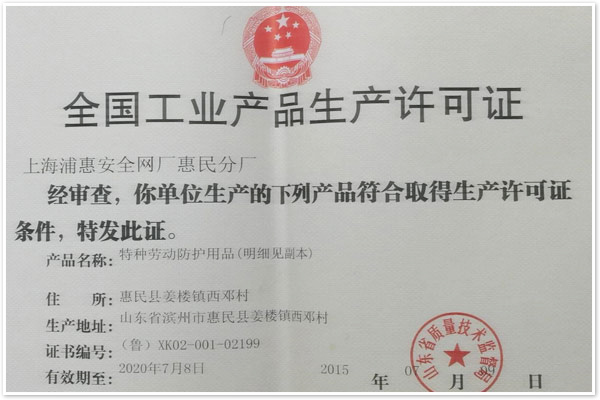 全国工业产品生产许可证
上海浦惠安全网厂惠民分厂
经审查，你单位生产的下列产品符合取得生产许可证
条件，特发此证。
产品名称：特种劳动防护用品(明细见副本)
住 所：惠民县姜楼镇西邓村
生产地址：山东省滨州市惠民县姜楼镇西邓村
证书编号：（鲁）XK02-001-02199
有效期至：2020年7月8日 2015 年 07 月 09 日
山东省质量技术监督局